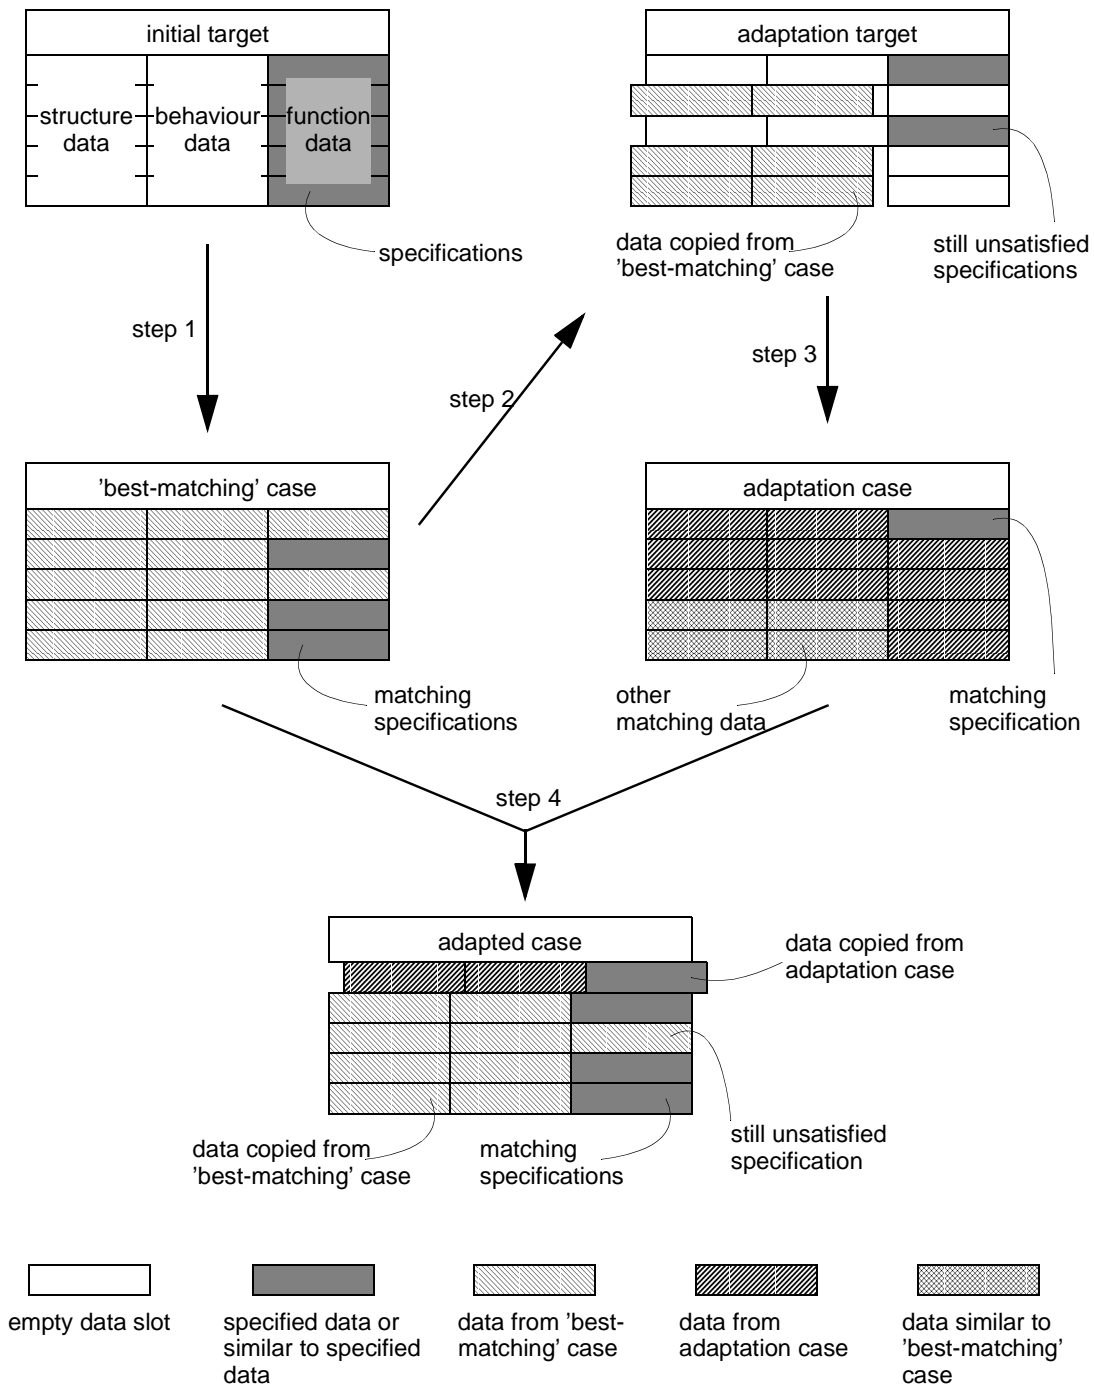 initial target
structure
data
behaviour
data
function
data
specifications
adaptation target
data copied from
’best-matching’ case
still unsatisfied
specifications
step 1
step 2
step 3
’best-matching’ case
matching
specifications
adaptation case
other
matching data
matching
specification
step 4
adapted case
data copied from
adaptation case
data copied from
’best-matching’ case
matching
specifications
still unsatisfied
specification
empty data slot
specified data or
similar to specified
data
data from ’best-
matching’ case
data from
adaptation case
data similar to
’best-matching’
case